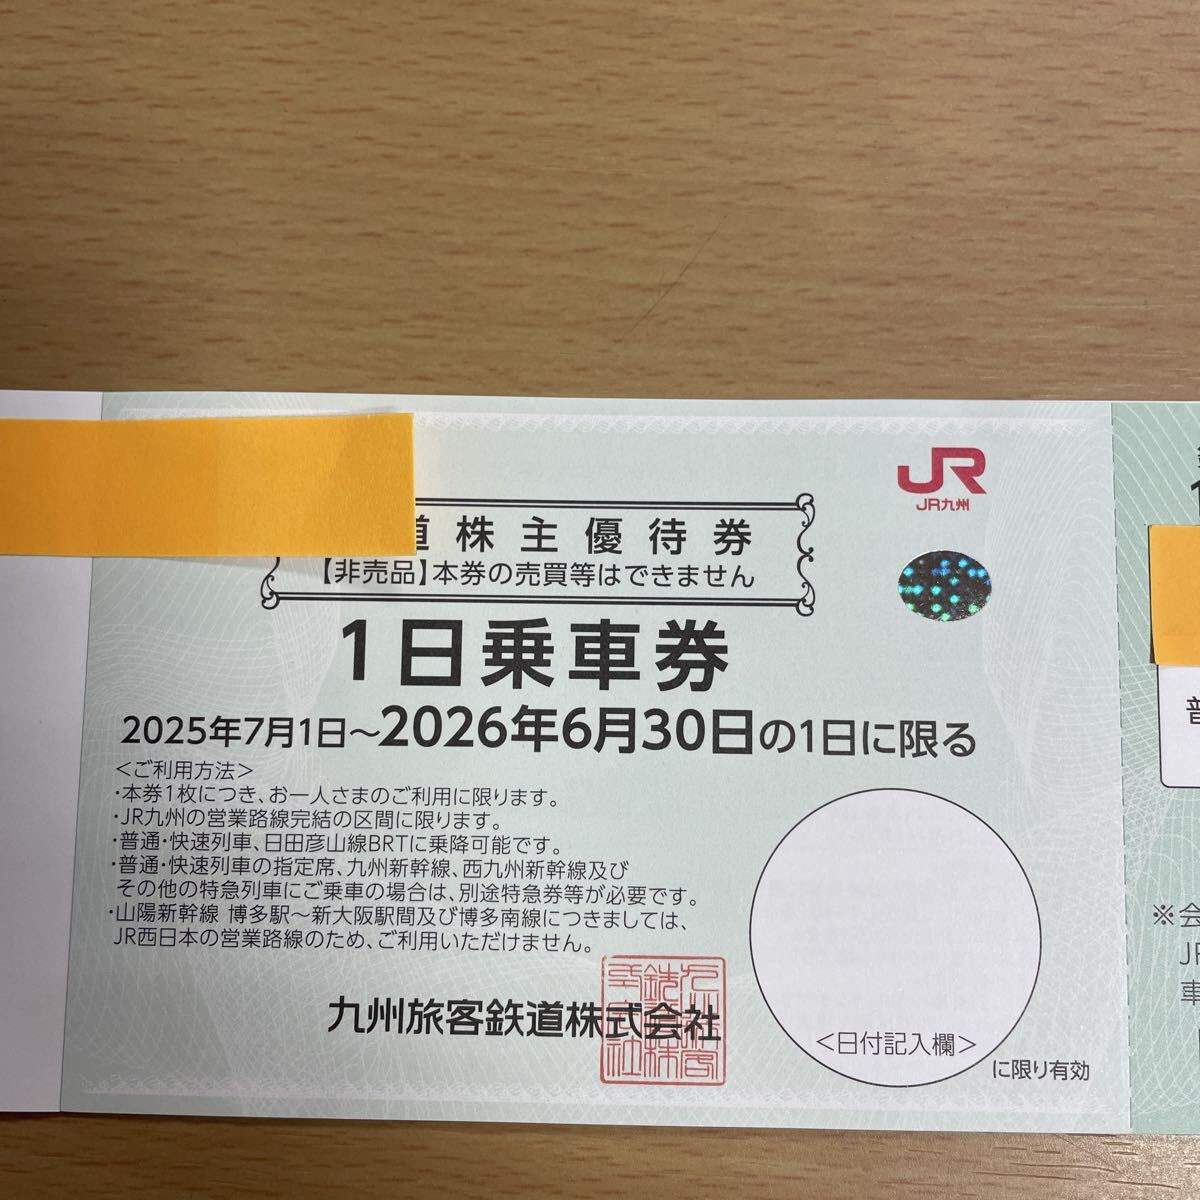 JR
JR九州
道株主優待券
【非売品】本券の売買等はできません
1日乗車券
2025年7月1日～2026年6月30日の1日に限る
＜ご利用方法＞
・本券1枚につき、お一人さまのご利用に限ります。
・JR九州の営業路線完結の区間に限ります。
・普通・快速列車、日田彦山線BRTに乗降可能です。
・普通・快速列車の指定席、九州新幹線、西九州新幹線及び
その他の特急列車にご乗車の場合は、別途特急券等が必要です。
・山陽新幹線 博多駅～新大阪駅間及び博多南線につきましては、
JR西日本の営業路線のため、ご利用いただけません。
九州旅客鉄道株式会社
＜日付記入欄＞
に限り有効
※会
JR
車